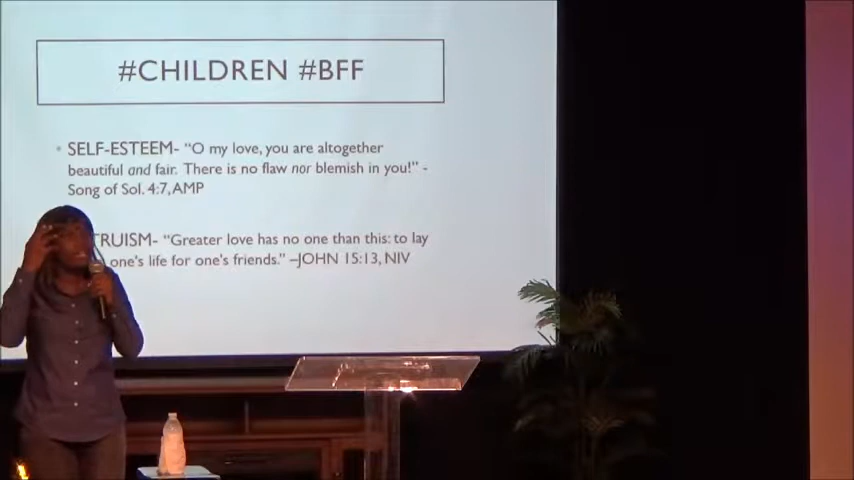 #CHILDREN #BFF
• SELF-ESTEEM- “O my love, you are altogether
beautiful and fair. There is no flaw nor blemish in you!” -
Song of Sol. 4:7, AMP
TRUISM- “Greater love has no one than this: to lay
one's life for one's friends.” –JOHN 15:13, NIV